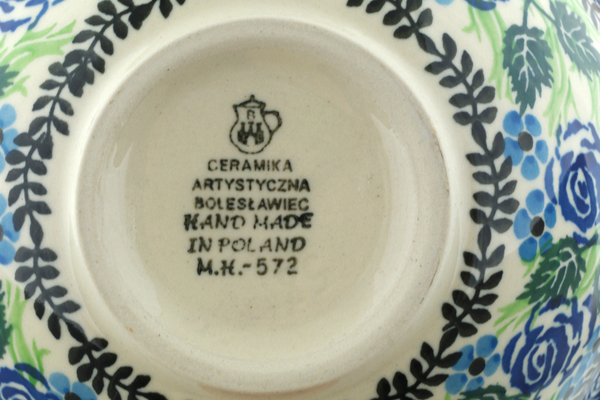 CERAMIKA
ARTYSTYCZNA
BOLESŁAWIEC
HAND MADE
IN POLAND
M.H.-572